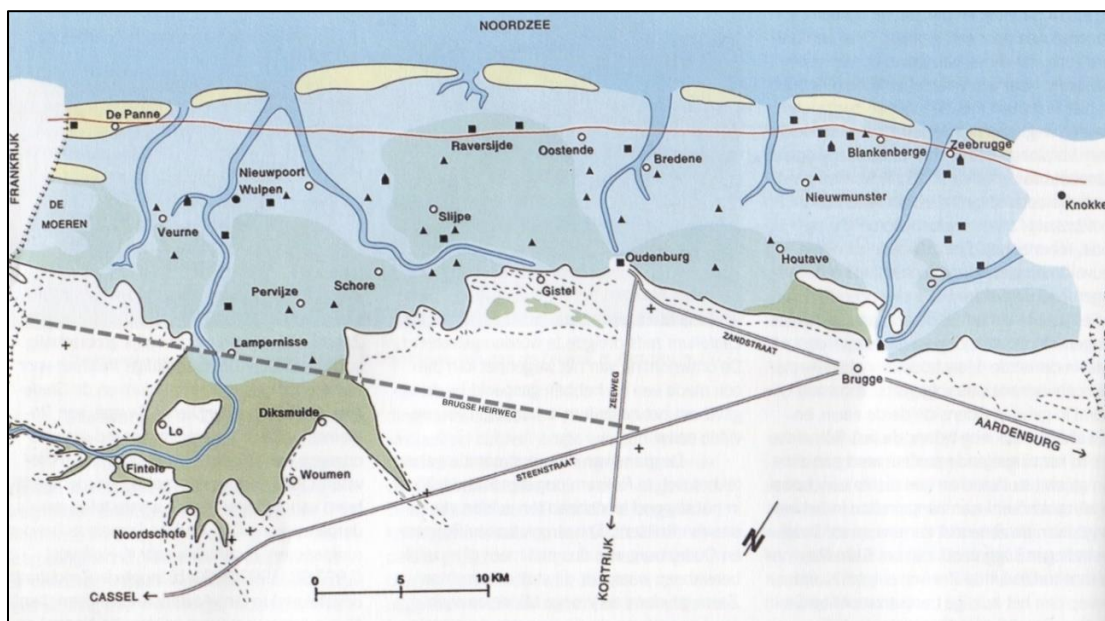 NOORDZEE
De Panne
Raversijde
Oostende
Bredene
Blankenberge
Zeebrugge
FRANKRIJK
DE
MOEREN
Nieuwpoort
Wulpen
Nieuwmunster
Knokke
Veurne
Slijpe
Houtave
Oudenburg
Schore
Gistel
Pervijze
ZANDSTRAAT
Lampernisse
Brugge
BRUGSE HEIRWEG
HEEWEG
AARDENBURG
Diksmuide
Lo
STEENSTRAAT
Fintele
Beuman
Noordschote
N
KORTRIJK
0 5 10 KM
CASSEL